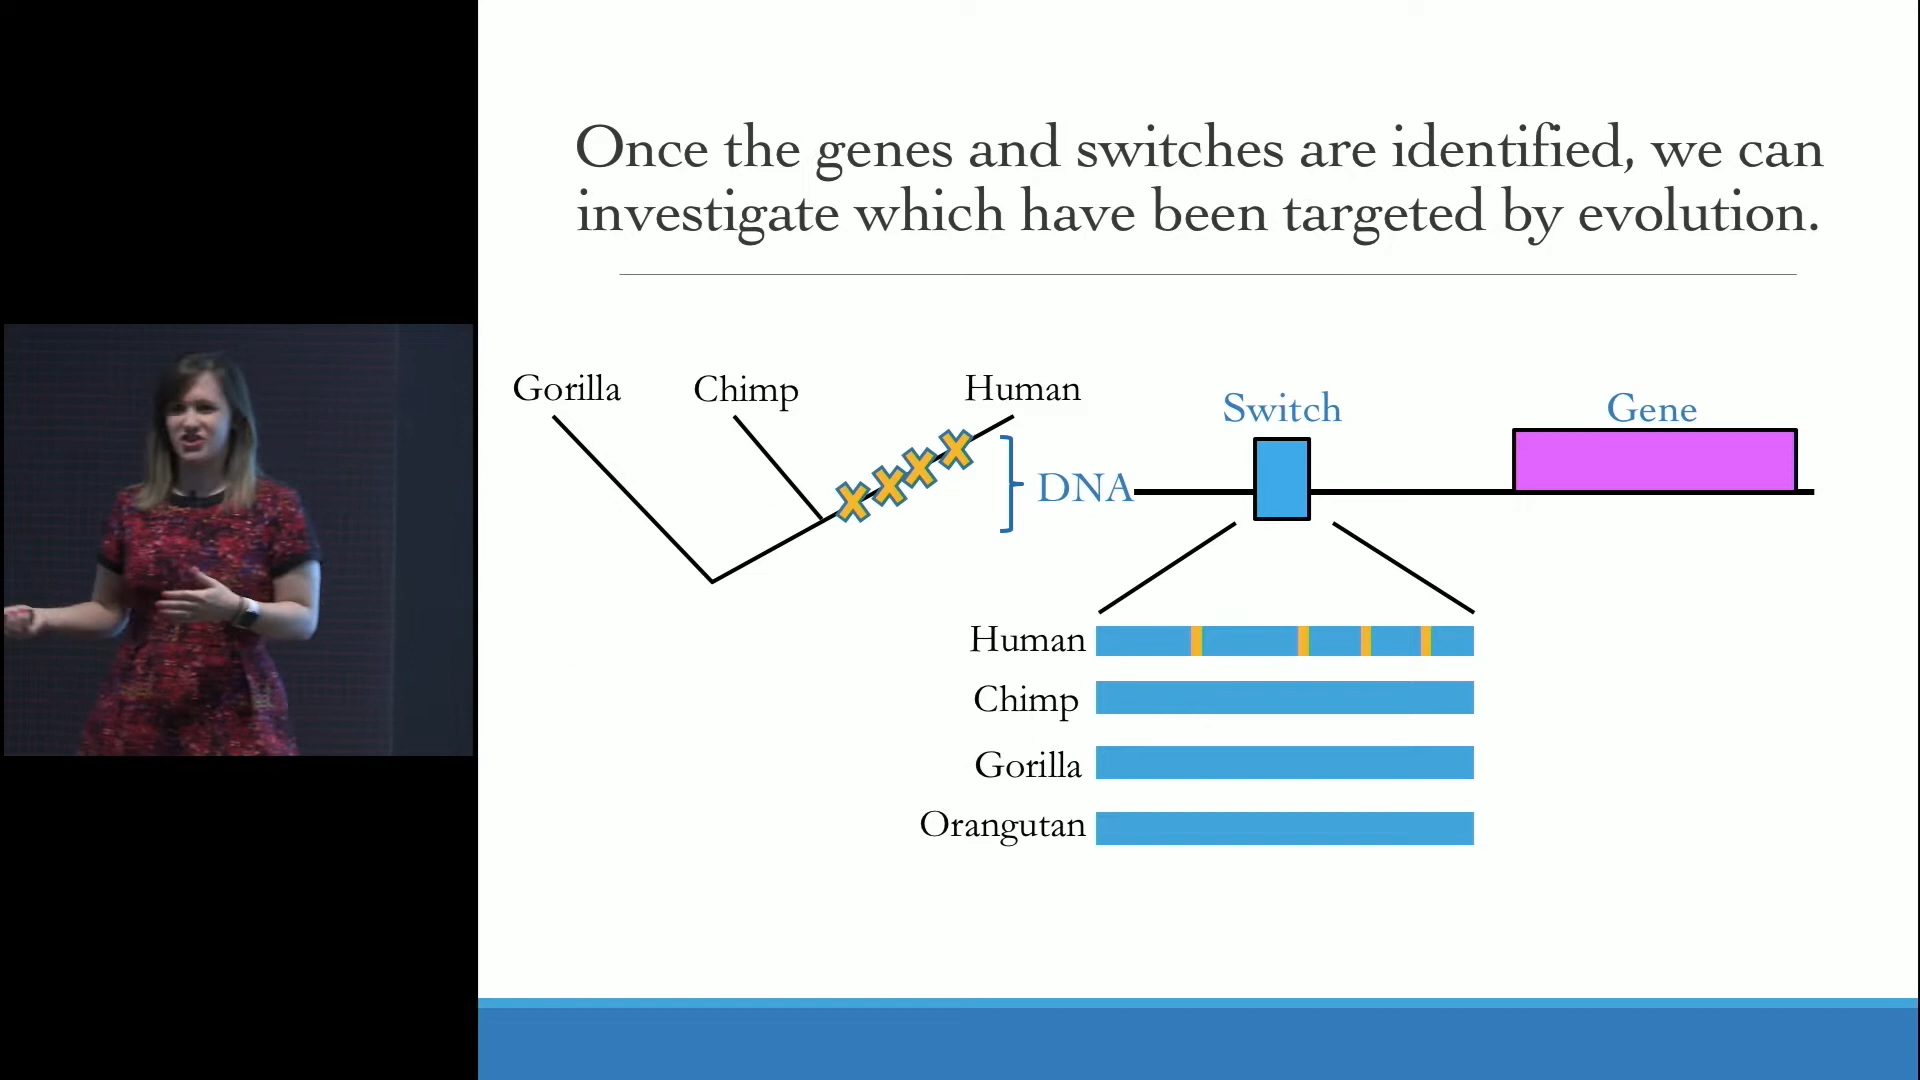 Once the genes and switches are identified, we can
investigate which have been targeted by evolution.
Gorilla
Chimp
Human
DNA
Switch
Gene
Human
Chimp
Gorilla
Orangutan